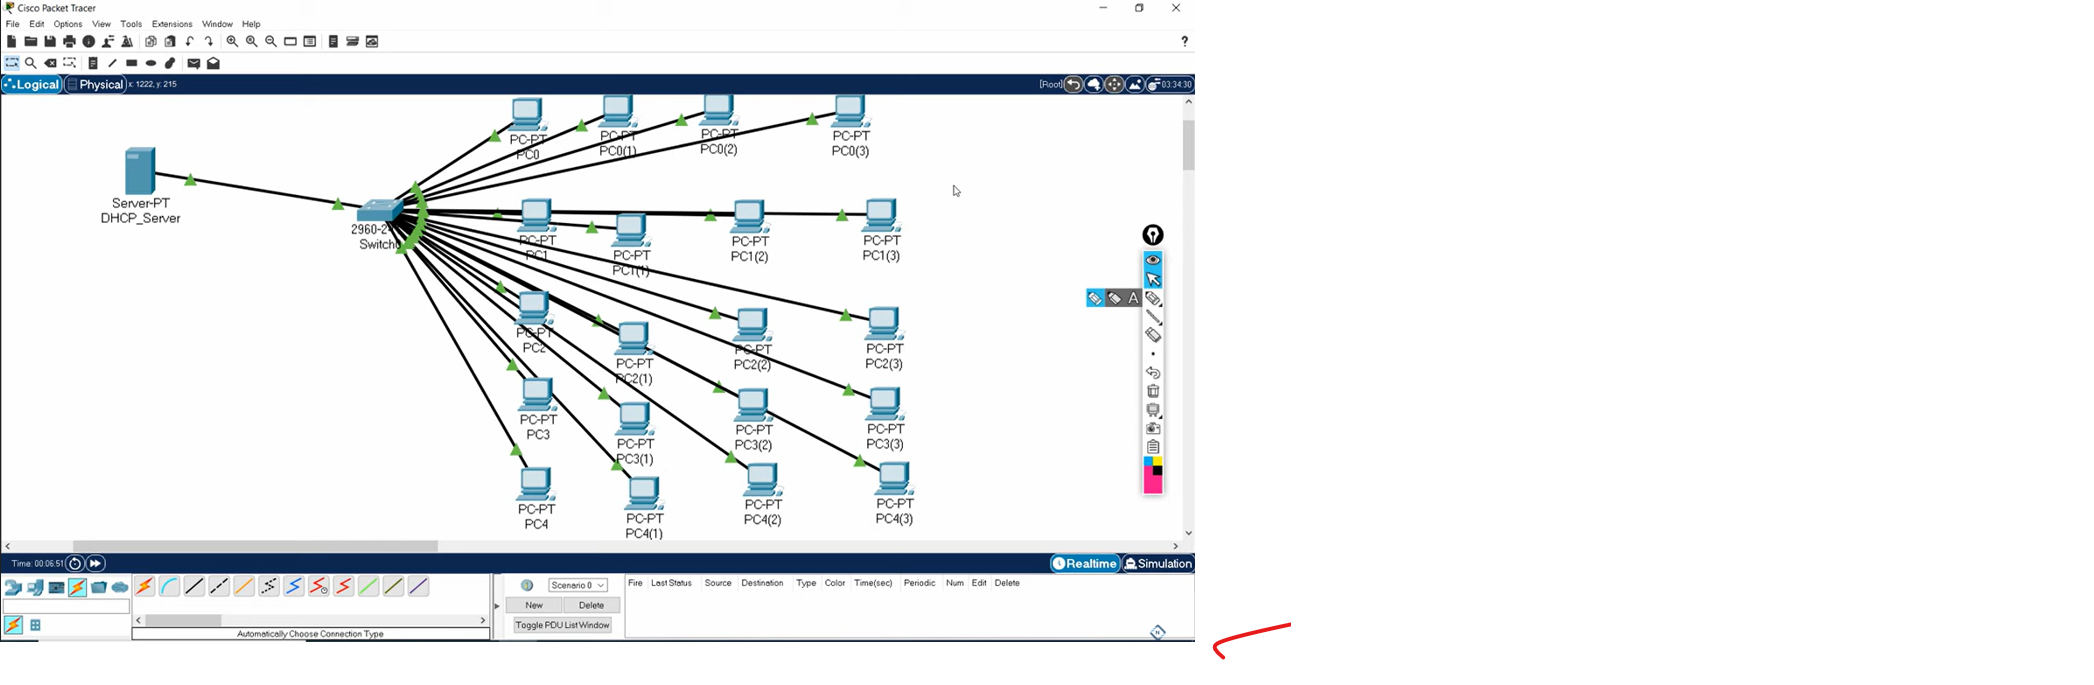 Cisco Packet Tracer
File Edit Options View Tools Extensions Window Help
?
Logical Physical x: 1222, y: 215 [Root] 03:34:30
PC-PT
PC0
PC-PT
PC0(1)
PC-PT
PC0(2)
PC-PT
PC0(3)
Server-PT
DHCP_Server
2960-2
Switch
PC-PT
PC1
PC-PT
PC1(1)
PC-PT
PC1(2)
PC-PT
PC1(3)
A
PC-PT
PC2
PC-PT
PC2(1)
PC-PT
PC2(2)
PC-PT
PC2(3)
PC-PT
PC3
PC-PT
PC3(1)
PC-PT
PC3(2)
PC-PT
PC3(3)
PC-PT
PC4
PC-PT
PC4(1)
PC-PT
PC4(2)
PC-PT
PC4(3)
Time: 00:06:51 Realtime Simulation
Scenario 0
New Delete
Toggle PDU List Window
Fire Last Status Source Destination Type Color Time(sec) Periodic Num Edit Delete
Automatically Choose Connection Type